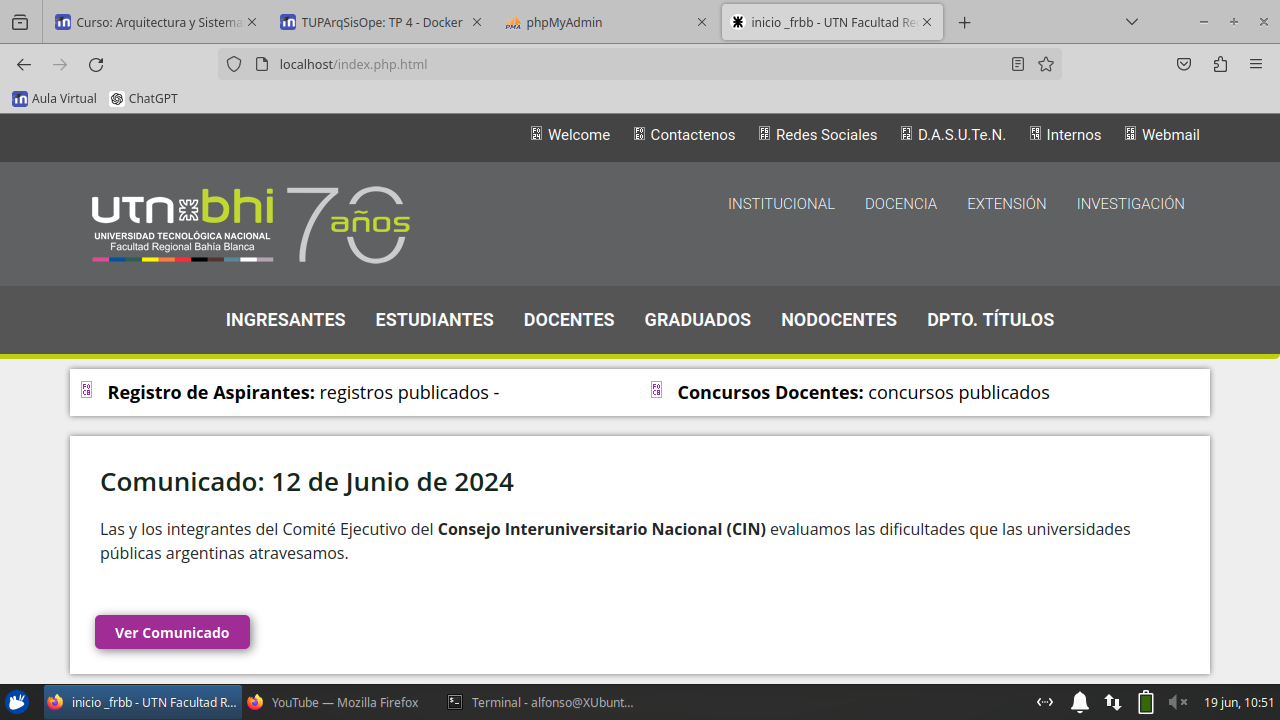 Curso: Arquitectura y Sistema
TUPArqSisOpe: TP 4 - Docker
phpMyAdmin
inicio _frbb - UTN Facultad Re
localhost/index.php.html
Aula Virtual
ChatGPT
Welcome
Contactenos
Redes Sociales
D.A.S.U.Te.N.
Internos
Webmail
utn bhi
UNIVERSIDAD TECNOLÓGICA NACIONAL
Facultad Regional Bahía Blanca
70
años
INSTITUCIONAL
DOCENCIA
EXTENSIÓN
INVESTIGACIÓN
INGRESANTES
ESTUDIANTES
DOCENTES
GRADUADOS
NODOCENTES
DPTO. TÍTULOS
Registro de Aspirantes: registros publicados -
Concursos Docentes: concursos publicados
Comunicado: 12 de Junio de 2024
Las y los integrantes del Comité Ejecutivo del Consejo Interuniversitario Nacional (CIN) evaluamos las dificultades que las universidades
públicas argentinas atravesamos.
Ver Comunicado
inicio _frbb - UTN Facultad R...
YouTube — Mozilla Firefox
Terminal - alfonso@XUbunt...
19 jun, 10:51